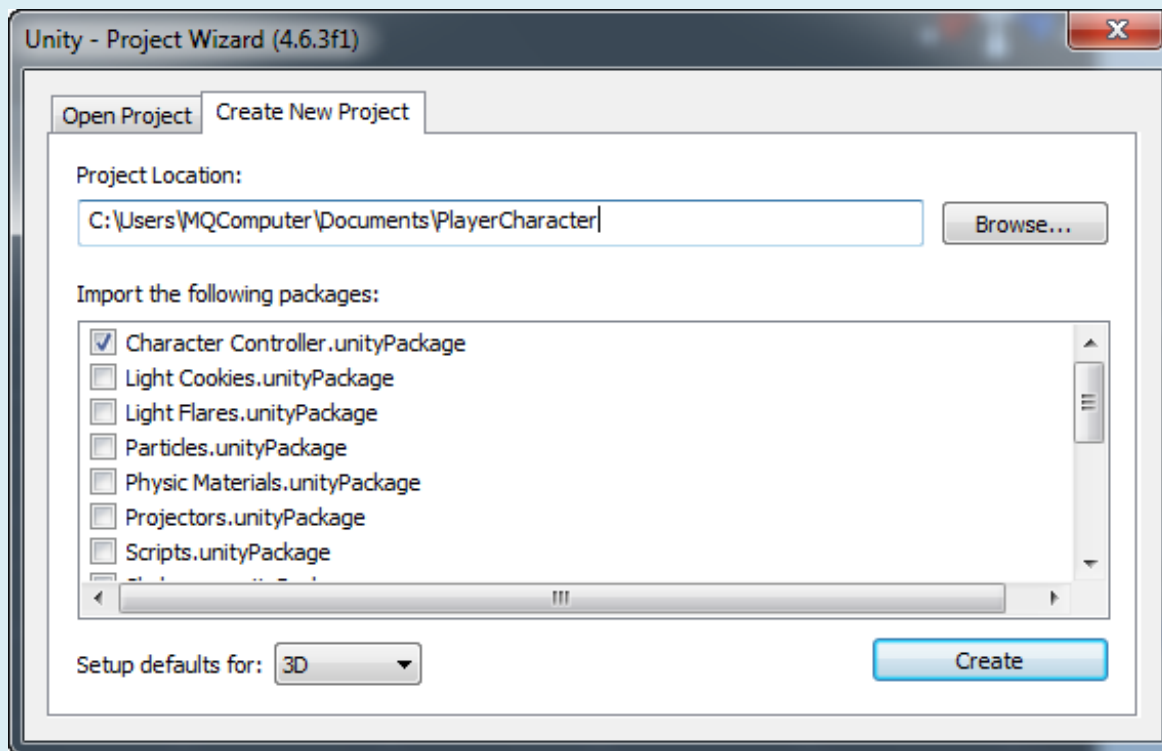 Unity - Project Wizard (4.6.3f1)
Open Project
Create New Project
Project Location:
C:\Users\MQComputer\Documents\PlayerCharacter
Browse...
Import the following packages:
Character Controller.unityPackage
Light Cookies.unityPackage
Light Flares.unityPackage
Particles.unityPackage
Physic Materials.unityPackage
Projectors.unityPackage
Scripts.unityPackage
Setup defaults for: 3D
Create